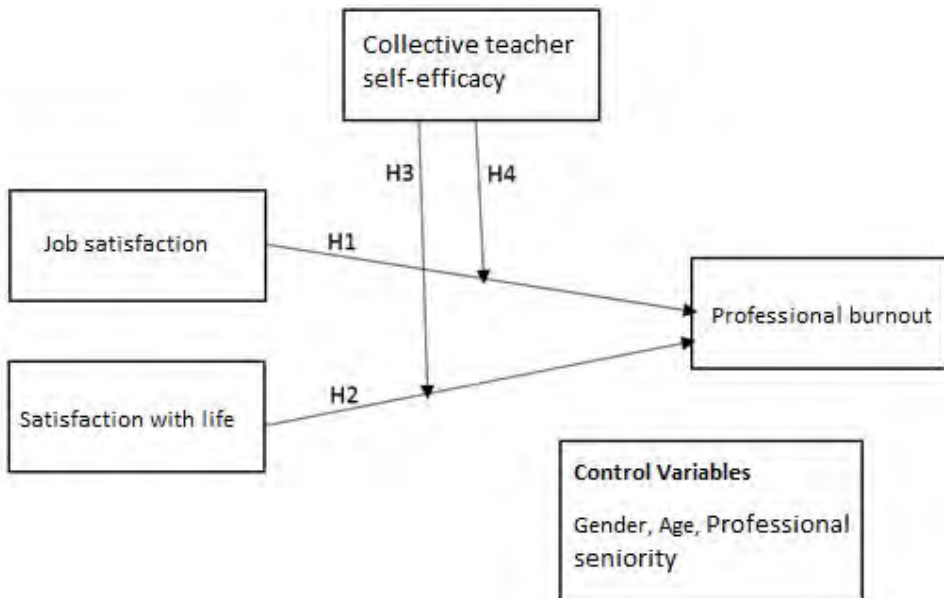 Collective teacher
self-efficacy
H3
H4
Job satisfaction
H1
Professional burnout
Satisfaction with life
H2
Control Variables
Gender, Age, Professional
seniority